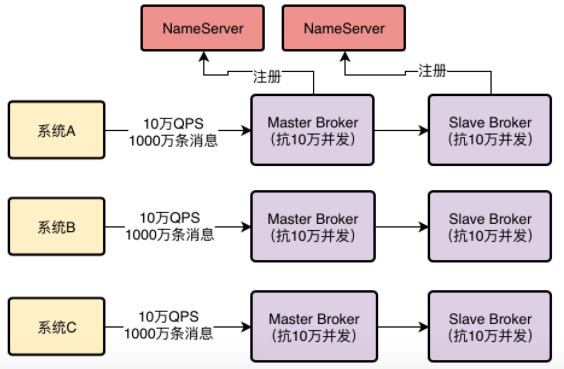 NameServer
NameServer
注册
注册
系统A
10万QPS
1000万条消息
Master Broker
(抗10万并发)
Slave Broker
(抗10万并发)
系统B
10万QPS
1000万条消息
Master Broker
(抗10万并发)
Slave Broker
(抗10万并发)
系统C
10万QPS
1000万条消息
Master Broker
(抗10万并发)
Slave Broker
(抗10万并发)